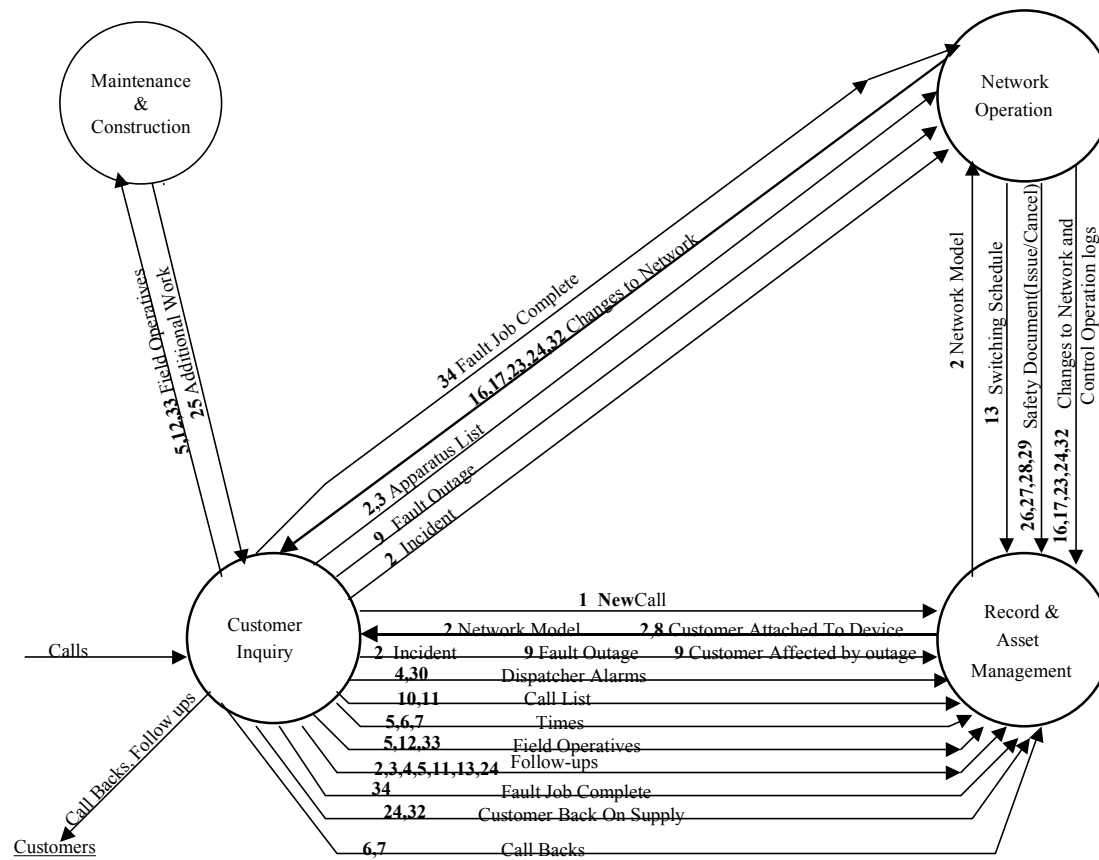 Maintenance
&
Construction
Network
Operation
5,12,33 Field Operatives
25 Additional Work
34 Fault Job Complete
16,17,23,24,32 Changes to Network
2,3 Apparatus List
9 Fault Outage
2 Incident
2 Network Model
13 Switching Schedule
26,27,28,29 Safety Document(Issue/Cancel)
16,17,23,24,32 Changes to Network and
Control Operation logs
Calls
Customer
Inquiry
Record &
Asset
Management
1 New Call
2 Network Model 2,8 Customer Attached To Device
2 Incident 9 Fault Outage 9 Customer Affected by outage
4,30 Dispatcher Alarms
10,11 Call List
5,6,7 Times
5,12,33 Field Operatives
2,3,4,5,11,13,24 Follow-ups
34 Fault Job Complete
24,32 Customer Back On Supply
6,7 Call Backs
Call Backs, Follow ups
Customers